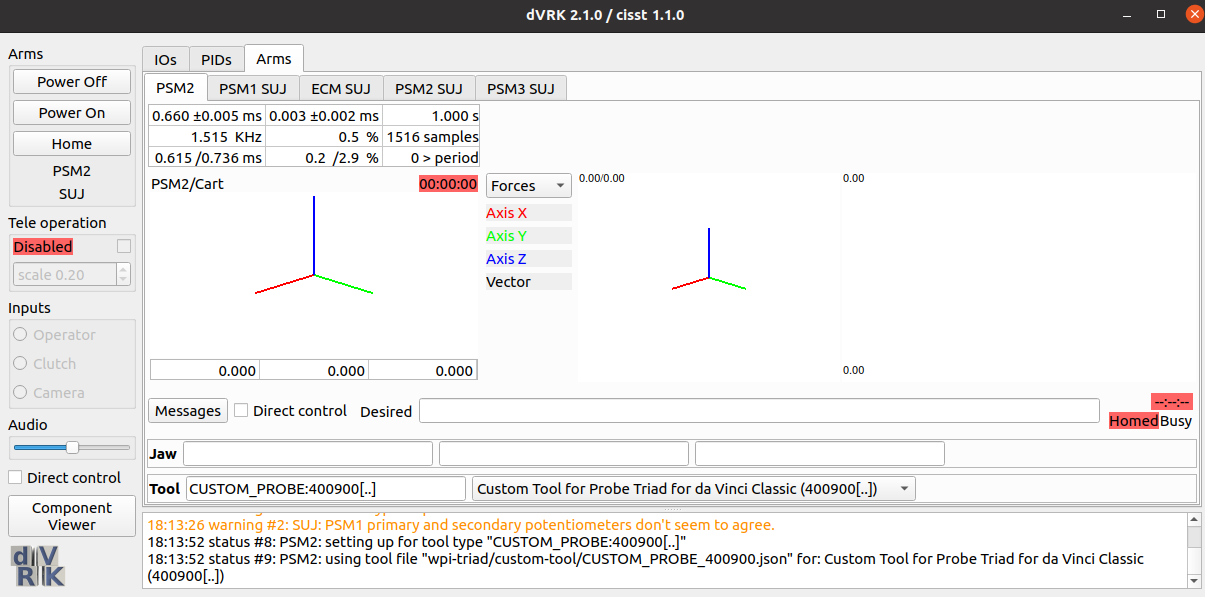 dVRK 2.1.0 / cisst 1.1.0
Arms
Power Off
Power On
Home
PSM2
SUJ
Tele operation
Disabled
scale 0.20
Inputs
Operator
Clutch
Camera
Audio
Direct control
Component
Viewer
dVRK
IOs PIDs Arms
PSM2 PSM1 SUJ ECM SUJ PSM2 SUJ PSM3 SUJ
0.660 ±0.005 ms 0.003 ±0.002 ms 1.000 s
1.515 KHz 0.5 % 1516 samples
0.615 /0.736 ms 0.2 /2.9 % 0 > period
PSM2/Cart 00:00:00
0.000 0.000 0.000
Forces
Axis X
Axis Y
Axis Z
Vector
0.00/0.00
0.00
0.00
Messages Direct control Desired
--:--:--
Homed Busy
Jaw
Tool CUSTOM_PROBE:400900[..] Custom Tool for Probe Triad for da Vinci Classic (400900[..])
18:13:26 warning #2: SUJ: PSM1 primary and secondary potentiometers don't seem to agree.
18:13:52 status #8: PSM2: setting up for tool type "CUSTOM_PROBE:400900[..]"
18:13:52 status #9: PSM2: using tool file "wpi-triad/custom-tool/CUSTOM_PROBE_400900.json" for: Custom Tool for Probe Triad for da Vinci Classic
(400900[..])